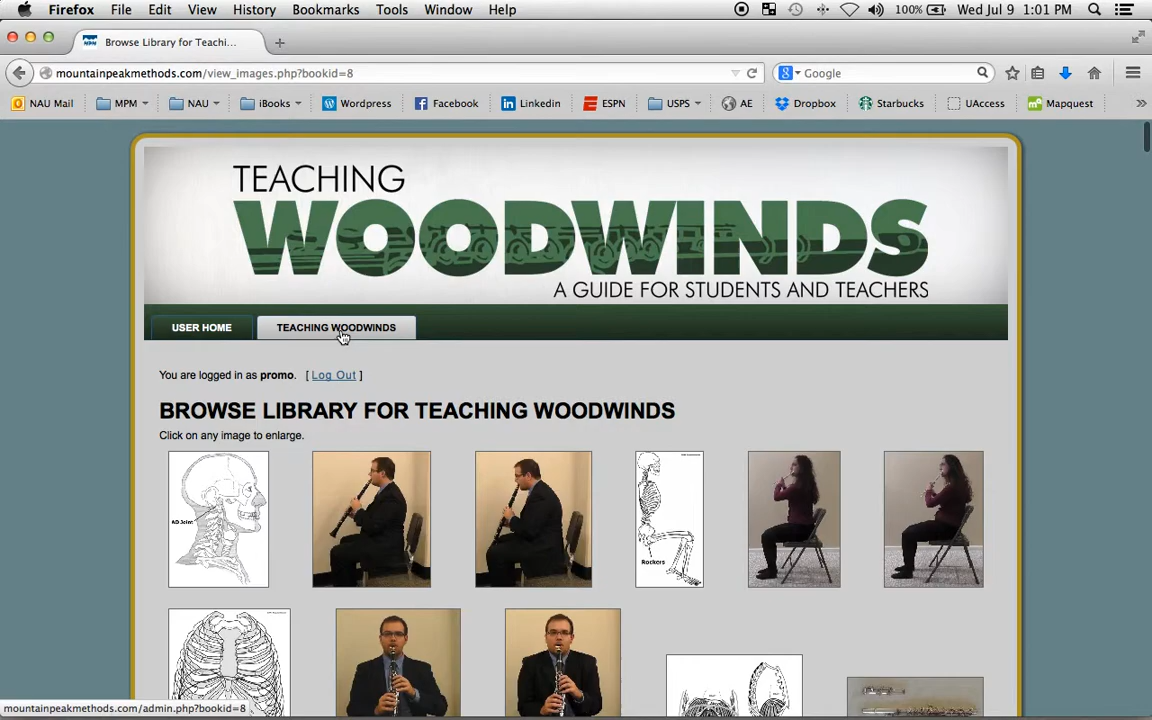 Firefox File Edit View History Bookmarks Tools Window Help 100% Wed Jul 9 1:01 PM
Browse Library for Teachi...
mountainpeakmethods.com/view_images.php?bookid=8 Google
NAU Mail MPM NAU iBooks Wordpress Facebook Linkedin ESPN USPS AE Dropbox Starbucks UAccess Mapquest
TEACHING
WOODWINDS
A GUIDE FOR STUDENTS AND TEACHERS
USER HOME TEACHING WOODWINDS
You are logged in as promo. [ Log Out ]
BROWSE LIBRARY FOR TEACHING WOODWINDS
Click on any image to enlarge.
AO Joint
Rockers
mountainpeakmethods.com/admin.php?bookid=8